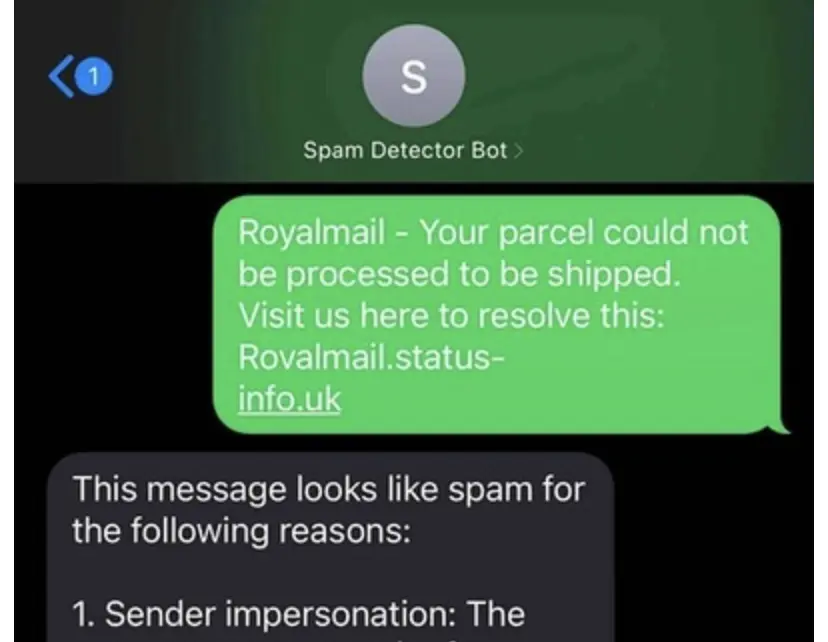 1
S
Spam Detector Bot
Royalmail - Your parcel could not
be processed to be shipped.
Visit us here to resolve this:
Rovalmail.status-
info.uk
This message looks like spam for
the following reasons:
1. Sender impersonation: The